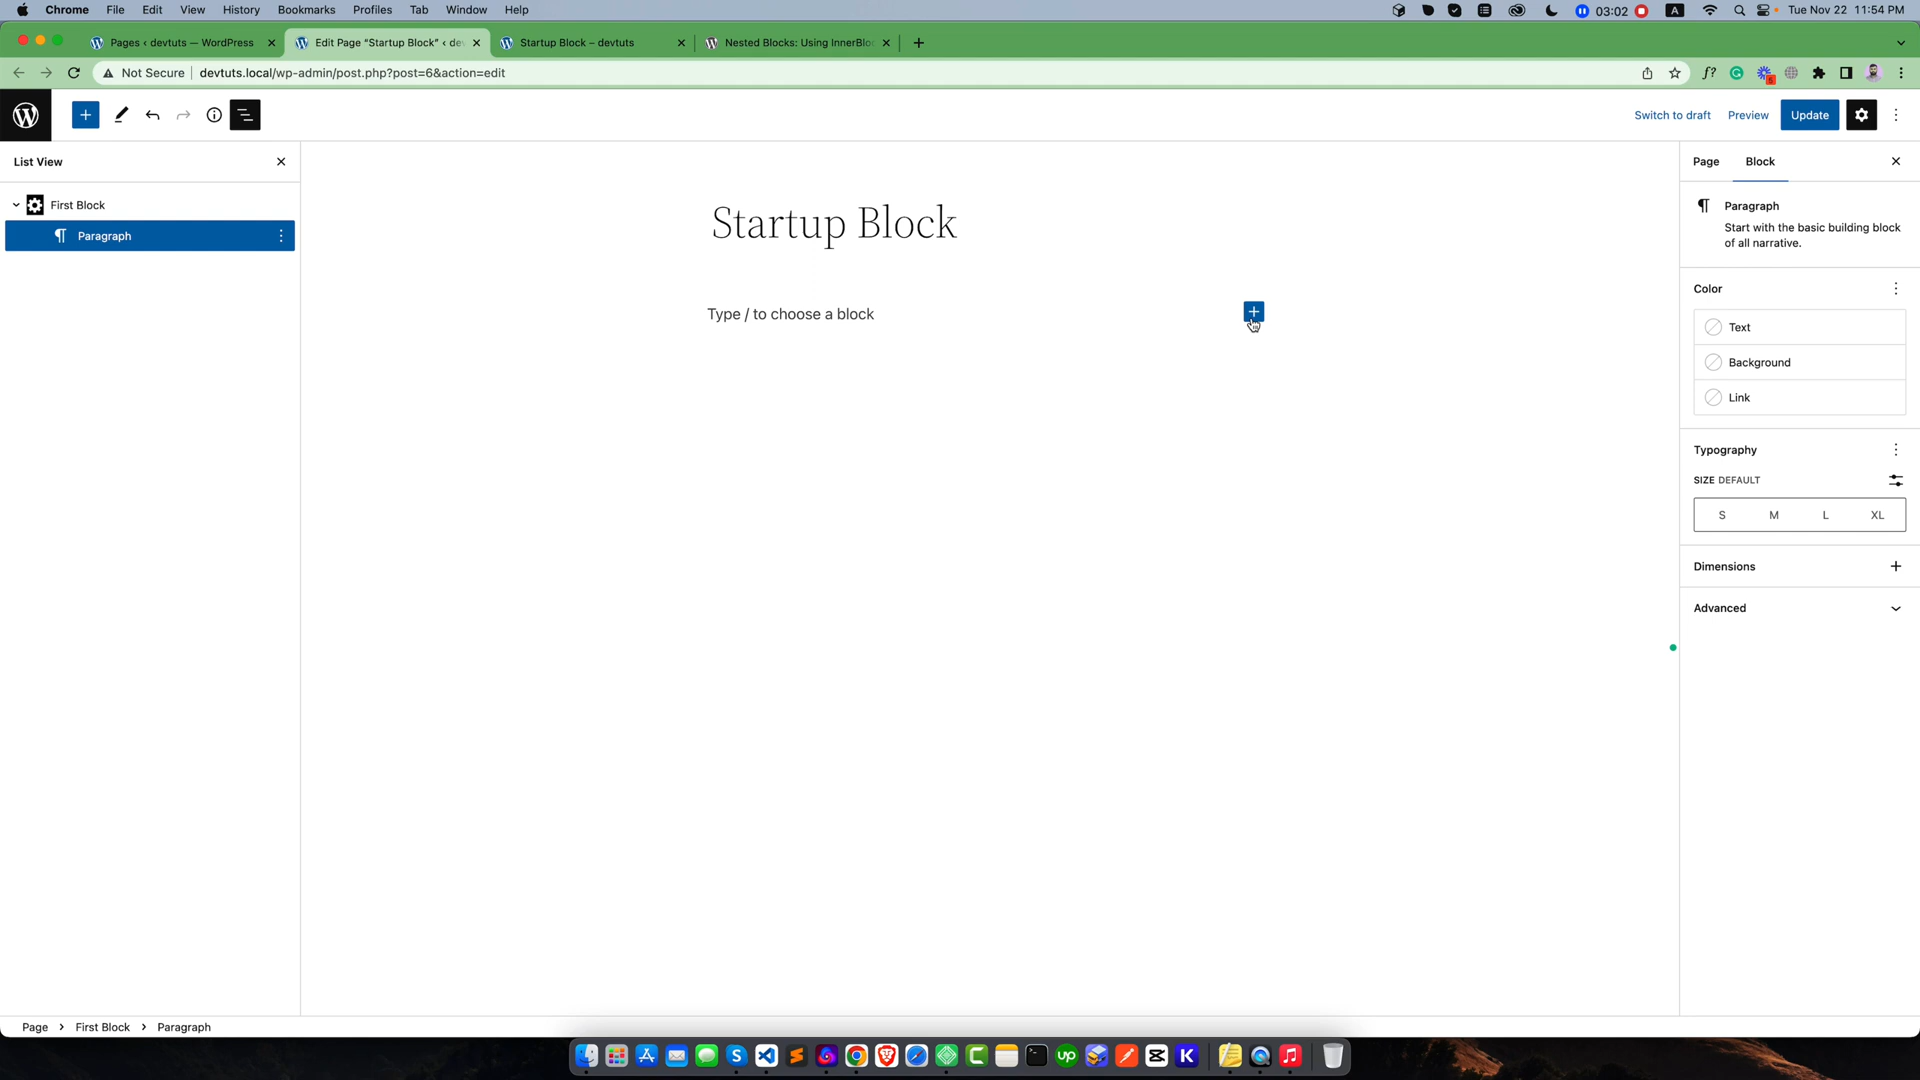 Chrome File Edit View History Bookmarks Profiles Tab Window Help
03:02 A Tue Nov 22 11:54 PM
Pages ‹ devtuts — WordPress
Edit Page “Startup Block” ‹ de
Startup Block – devtuts
Nested Blocks: Using InnerBlo
Not Secure devtuts.local/wp-admin/post.php?post=6&action=edit
f?
5
Switch to draft Preview Update
List View
First Block
Paragraph
Startup Block
Type / to choose a block
Page Block
Paragraph
Start with the basic building block
of all narrative.
Color
Text
Background
Link
Typography
SIZE DEFAULT
S M L XL
Dimensions
Advanced
Page › First Block › Paragraph
up
K